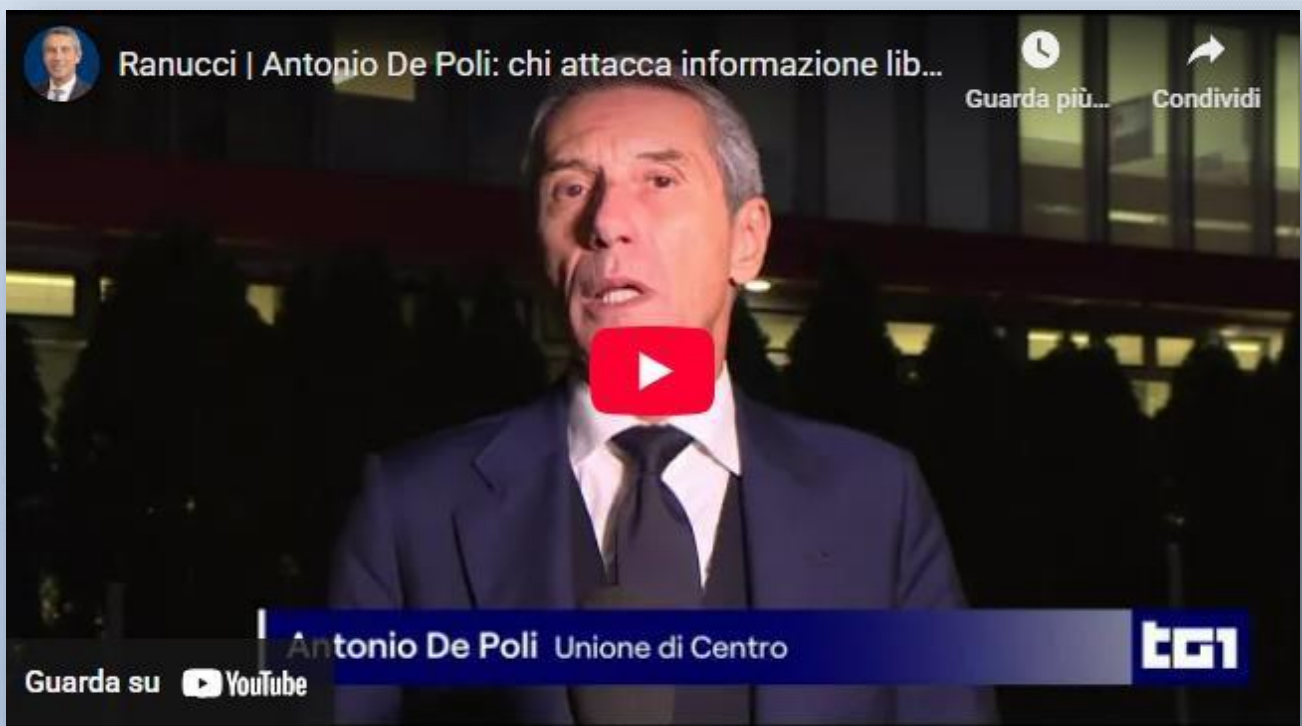 Ranucci | Antonio De Poli: chi attacca informazione lib...
Guarda più...
Condividi
Antonio De Poli Unione di Centro
tg1
Guarda su YouTube